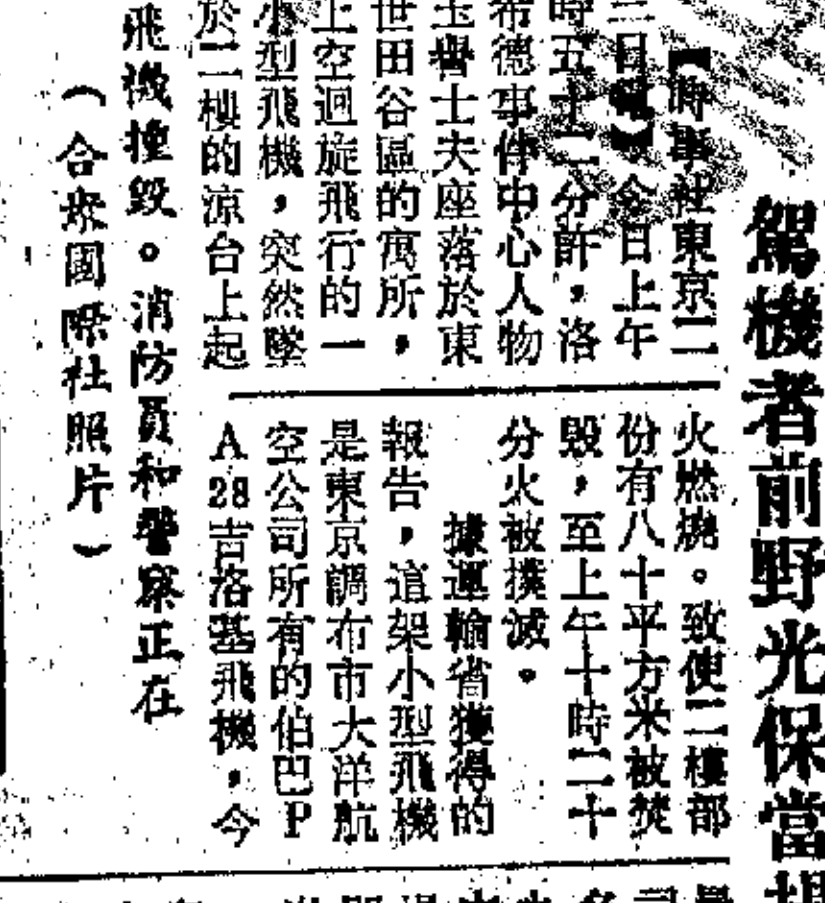 駕機者前野光保當場
【時事社東京二
三日電】今日上午
時五十二分許，洛
希德事件中心人物
玉譽士夫座落於東
世田谷區的寓所，
上空迴旋飛行的一
小型飛機，突然墜
於二樓的涼台上起
火燃燒。致使二樓部
份有八十平方米被焚
毀，至上午十時二十
分火被撲滅。
據運輸省獲得的
報告，這架小型飛機
是東京調布市大洋航
空公司所有的伯巴P
A28吉洛基飛機，今
飛機撞毀。消防員和警察正在
（合衆國際社照片）